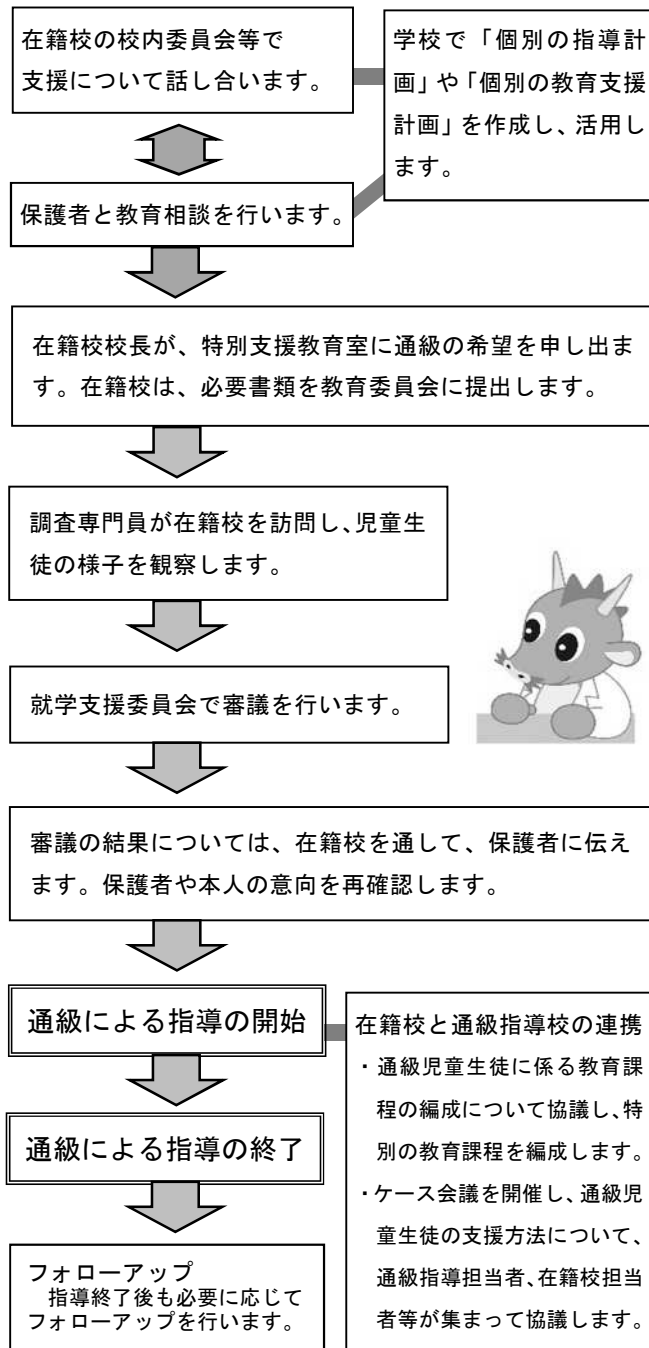 在籍校の校内委員会等で
支援について話し合います。
学校で「個別の指導計
画」や「個別の教育支援
計画」を作成し、活用し
ます。
保護者と教育相談を行います。
在籍校校長が、特別支援教育室に通級の希望を申し出ま
す。在籍校は、必要書類を教育委員会に提出します。
調査専門員が在籍校を訪問し、児童生
徒の様子を観察します。
就学支援委員会で審議を行います。
審議の結果については、在籍校を通して、保護者に伝え
ます。保護者や本人の意向を再確認します。
通級による指導の開始
在籍校と通級指導校の連携
・通級児童生徒に係る教育課
程の編成について協議し、特
別の教育課程を編成します。
・ケース会議を開催し、通級児
童生徒の支援方法について、
通級指導担当者、在籍校担当
者等が集まって協議します。
通級による指導の終了
フォローアップ
指導終了後も必要に応じて
フォローアップを行います。